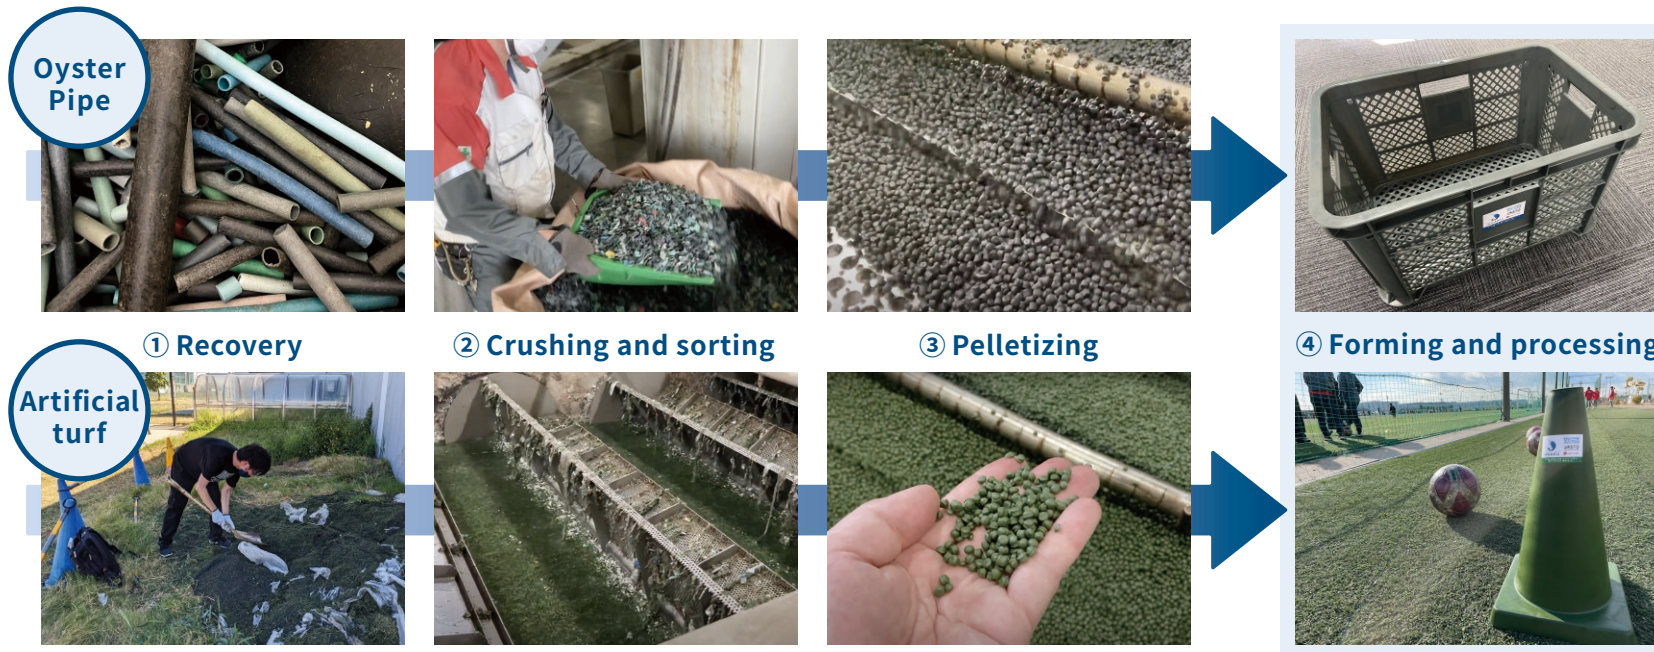 Oyster
Pipe
① Recovery
② Crushing and sorting
③ Pelletizing
④ Forming and processing
Artificial
turf